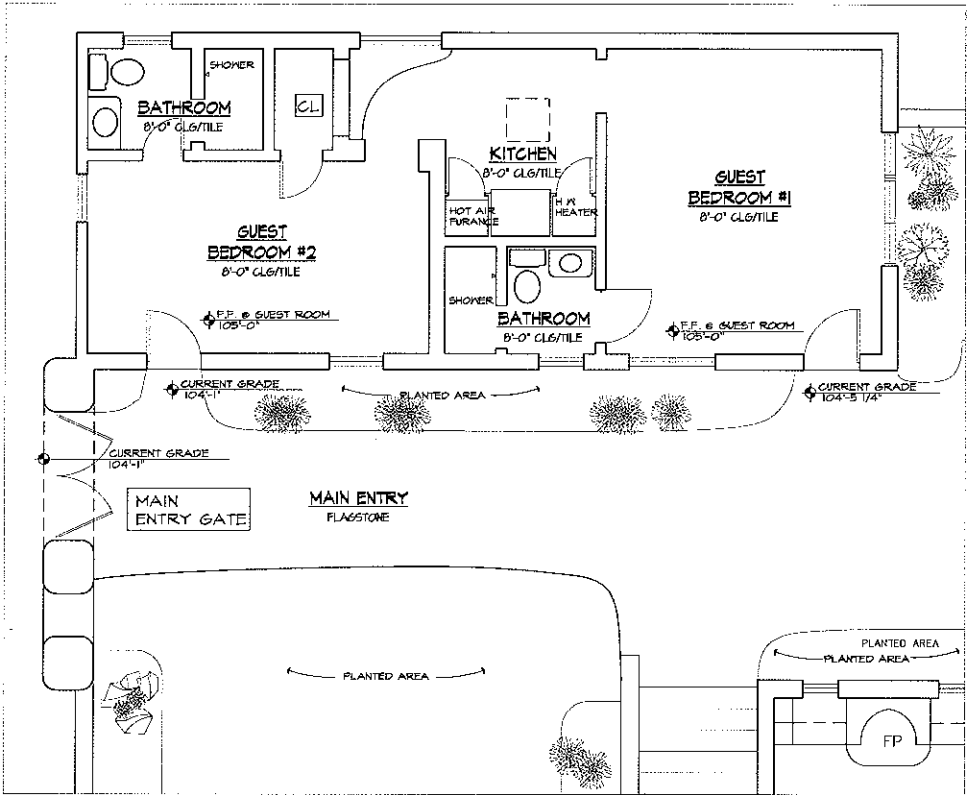 SHOWER
BATHROOM
8'-0" CLG/TILE
CL
KITCHEN
8'-0" CLG/TILE
HOT AIR
FURANCE
H W
HEATER
GUEST
BEDROOM #1
8'-0" CLG/TILE
GUEST
BEDROOM #2
8'-0" CLG/TILE
SHOWER
BATHROOM
8'-0" CLG/TILE
F.F. @ GUEST ROOM
105'-0"
F.F. @ GUEST ROOM
105'-0"
CURRENT GRADE
104'-1"
PLANTED AREA
CURRENT GRADE
104'-5 1/4"
CURRENT GRADE
104'-1"
MAIN
ENTRY GATE
MAIN ENTRY
FLAGSTONE
PLANTED AREA
PLANTED AREA
PLANTED AREA
FP